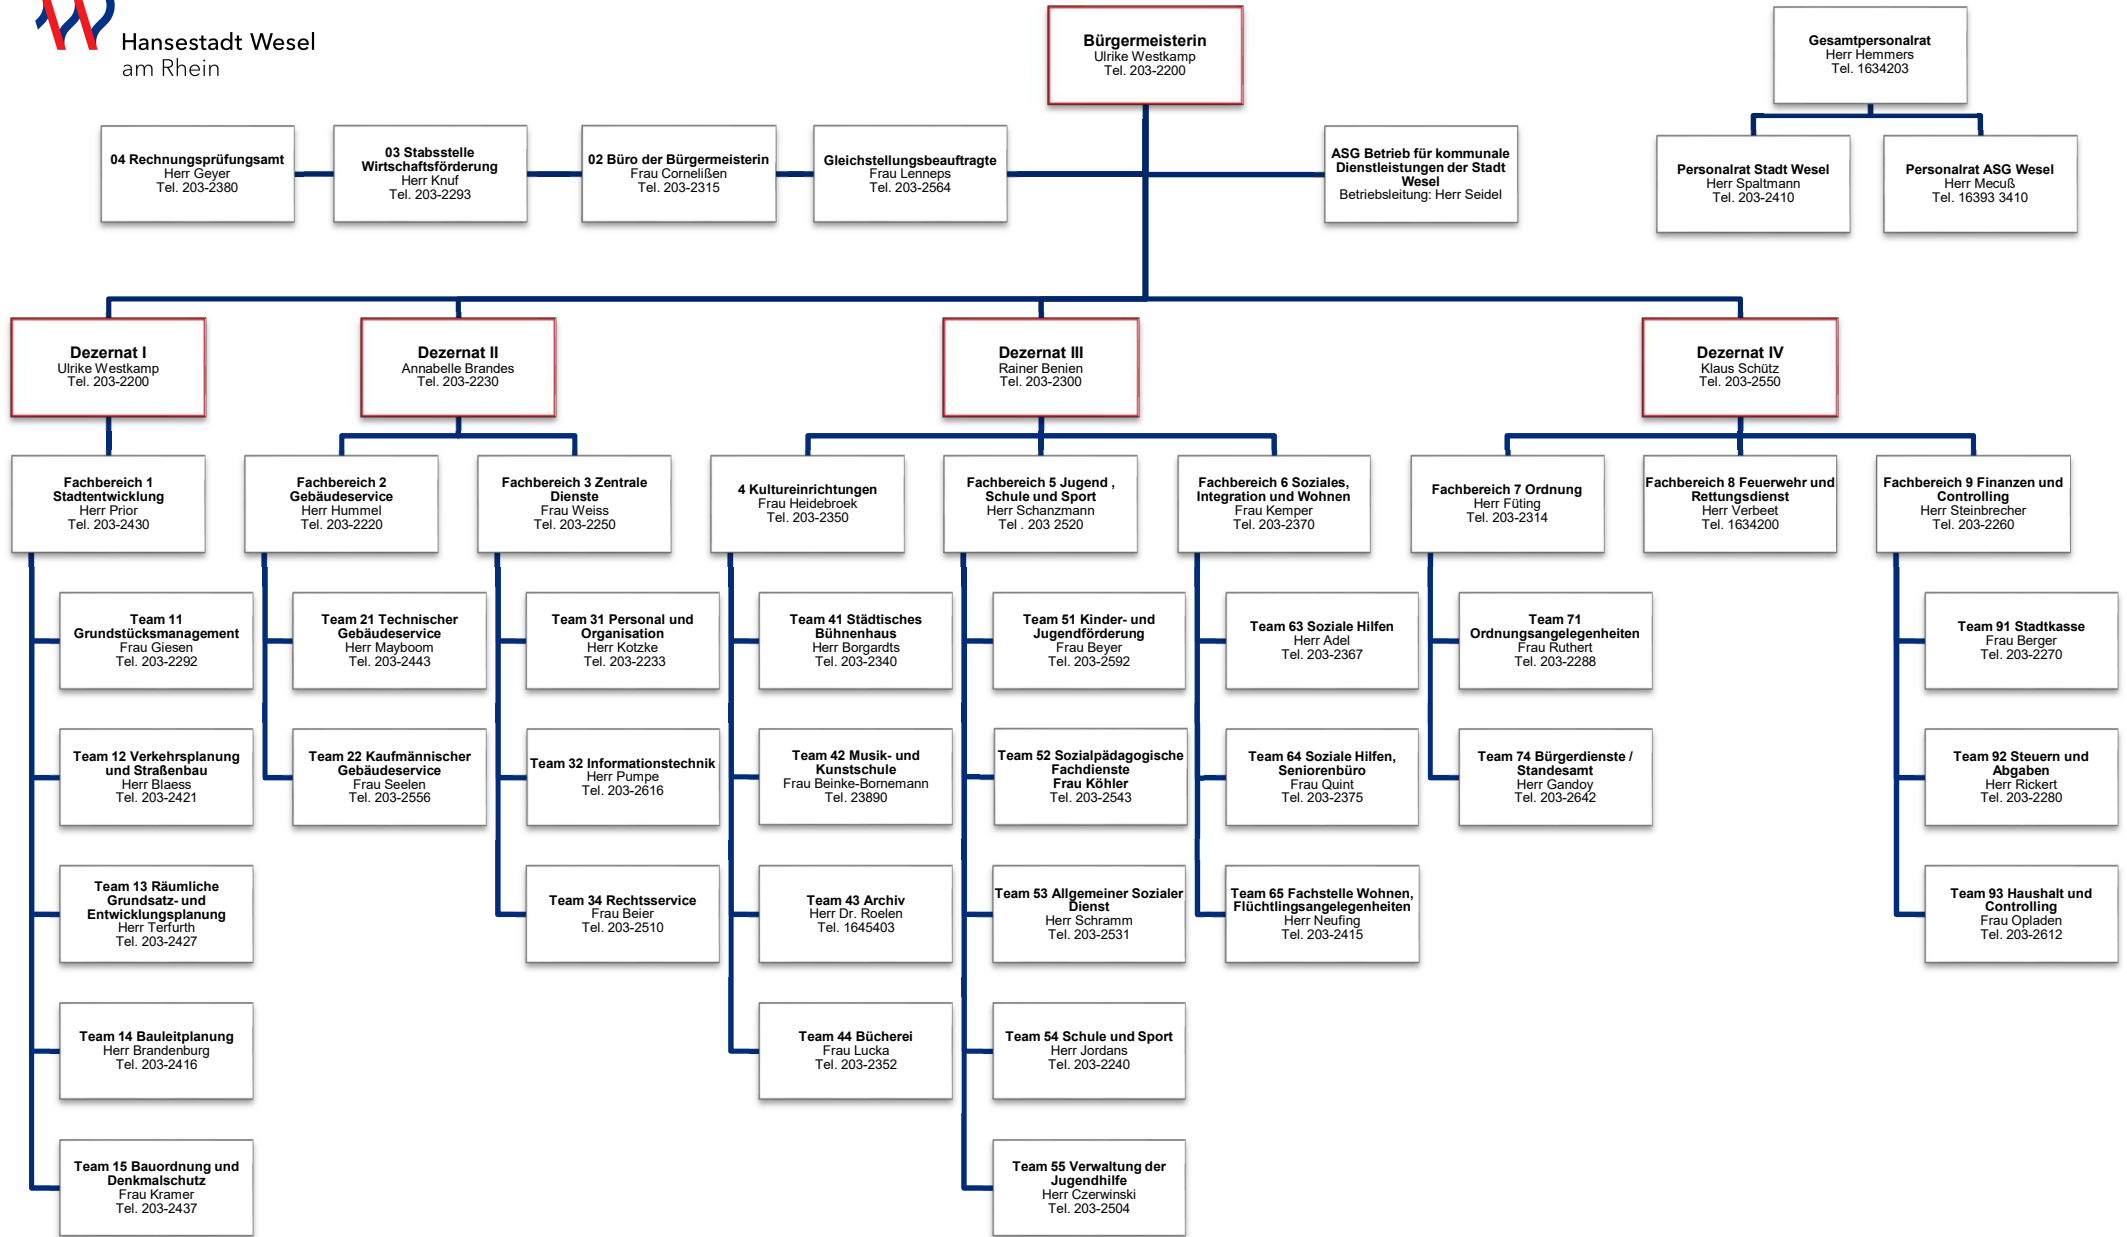 Hansestadt Wesel
am Rhein
Bürgermeisterin
Ulrike Westkamp
Tel. 203-2200
Gesamtpersonalrat
Herr Hemmers
Tel. 1634203
04 Rechnungsprüfungsamt
Herr Geyer
Tel. 203-2380
03 Stabsstelle
Wirtschaftsförderung
Herr Knuf
Tel. 203-2293
02 Büro der Bürgermeisterin
Frau Cornelißen
Tel. 203-2315
Gleichstellungsbeauftragte
Frau Lenneps
Tel. 203-2564
ASG Betrieb für kommunale
Dienstleistungen der Stadt
Wesel
Betriebsleitung: Herr Seidel
Personalrat Stadt Wesel
Herr Spaltmann
Tel. 203-2410
Personalrat ASG Wesel
Herr Mecuß
Tel. 16393 3410
Dezernat I
Ulrike Westkamp
Tel. 203-2200
Dezernat II
Annabelle Brandes
Tel. 203-2230
Dezernat III
Rainer Benien
Tel. 203-2300
Dezernat IV
Klaus Schütz
Tel. 203-2550
Fachbereich 1
Stadtentwicklung
Herr Prior
Tel. 203-2430
Fachbereich 2
Gebäudeservice
Herr Hummel
Tel. 203-2220
Fachbereich 3 Zentrale
Dienste
Frau Weiss
Tel. 203-2250
4 Kultureinrichtungen
Frau Heidebroek
Tel. 203-2350
Fachbereich 5 Jugend ,
Schule und Sport
Herr Schanzmann
Tel . 203 2520
Fachbereich 6 Soziales,
Integration und Wohnen
Frau Kemper
Tel. 203-2370
Fachbereich 7 Ordnung
Herr Füting
Tel. 203-2314
Fachbereich 8 Feuerwehr und
Rettungsdienst
Herr Verbeet
Tel. 1634200
Fachbereich 9 Finanzen und
Controlling
Herr Steinbrecher
Tel. 203-2260
Team 11
Grundstücksmanagement
Frau Giesen
Tel. 203-2292
Team 21 Technischer
Gebäudeservice
Herr Mayboom
Tel. 203-2443
Team 31 Personal und
Organisation
Herr Kotzke
Tel. 203-2233
Team 41 Städtisches
Bühnenhaus
Herr Borgardts
Tel. 203-2340
Team 51 Kinder- und
Jugendförderung
Frau Beyer
Tel. 203-2592
Team 63 Soziale Hilfen
Herr Adel
Tel. 203-2367
Team 71
Ordnungsangelegenheiten
Frau Ruthert
Tel. 203-2288
Team 91 Stadtkasse
Frau Berger
Tel. 203-2270
Team 12 Verkehrsplanung
und Straßenbau
Herr Blaess
Tel. 203-2421
Team 22 Kaufmännischer
Gebäudeservice
Frau Seelen
Tel. 203-2556
Team 32 Informationstechnik
Herr Pumpe
Tel. 203-2616
Team 42 Musik- und
Kunstschule
Frau Beinke-Bornemann
Tel. 23890
Team 52 Sozialpädagogische
Fachdienste
Frau Köhler
Tel. 203-2543
Team 64 Soziale Hilfen,
Seniorenbüro
Frau Quint
Tel. 203-2375
Team 74 Bürgerdienste /
Standesamt
Herr Gandoy
Tel. 203-2642
Team 92 Steuern und
Abgaben
Herr Rickert
Tel. 203-2280
Team 13 Räumliche
Grundsatz- und
Entwicklungsplanung
Herr Terfurth
Tel. 203-2427
Team 34 Rechtsservice
Frau Beier
Tel. 203-2510
Team 43 Archiv
Herr Dr. Roelen
Tel. 1645403
Team 53 Allgemeiner Sozialer
Dienst
Herr Schramm
Tel. 203-2531
Team 65 Fachstelle Wohnen,
Flüchtlingsangelegenheiten
Herr Neufing
Tel. 203-2415
Team 93 Haushalt und
Controlling
Frau Opladen
Tel. 203-2612
Team 14 Bauleitplanung
Herr Brandenburg
Tel. 203-2416
Team 44 Bücherei
Frau Lucka
Tel. 203-2352
Team 54 Schule und Sport
Herr Jordans
Tel. 203-2240
Team 15 Bauordnung und
Denkmalschutz
Frau Kramer
Tel. 203-2437
Team 55 Verwaltung der
Jugendhilfe
Herr Czerwinski
Tel. 203-2504